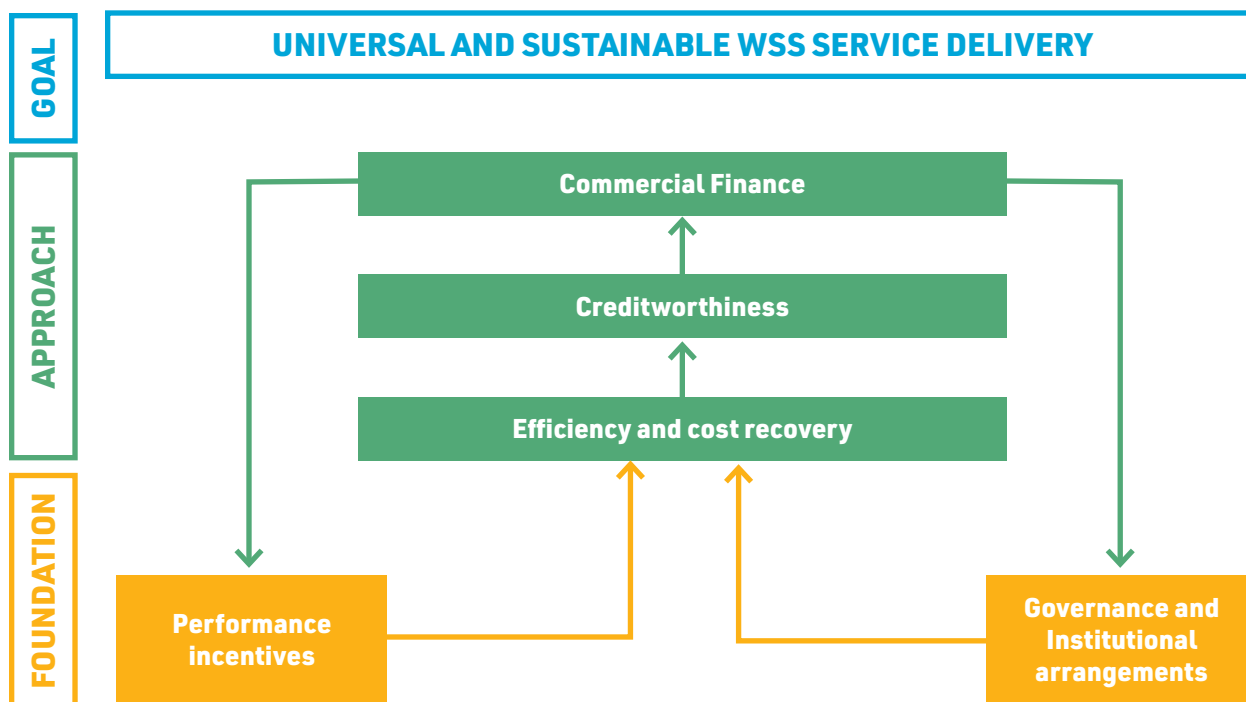 GOAL
UNIVERSAL AND SUSTAINABLE WSS SERVICE DELIVERY
APPROACH
Commercial Finance
Creditworthiness
Efficiency and cost recovery
FOUNDATION
Performance
incentives
Governance and
Institutional
arrangements